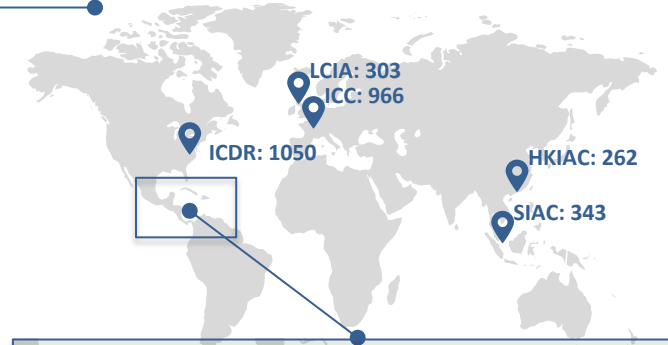 LCIA: 303
ICC: 966
ICDR: 1050
HKIAC: 262
SIAC: 343